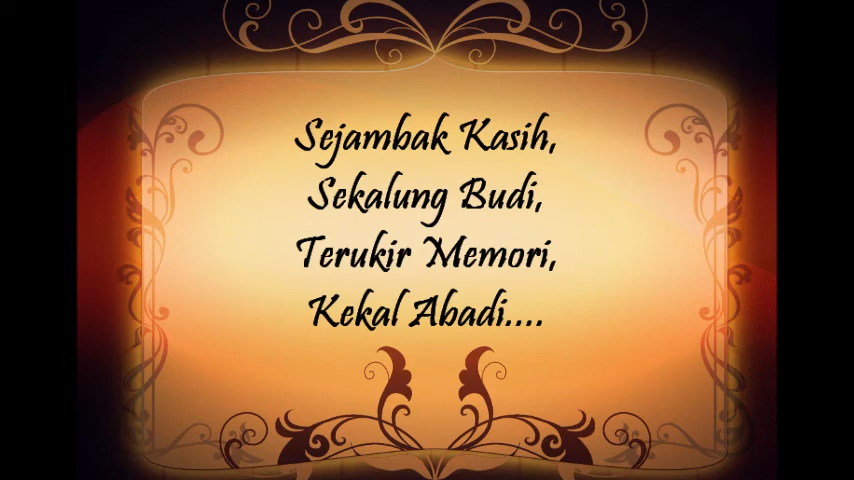 Sejambak Kasih,
Sekalung Budi,
Terukir Memori,
Kekal Abadi....